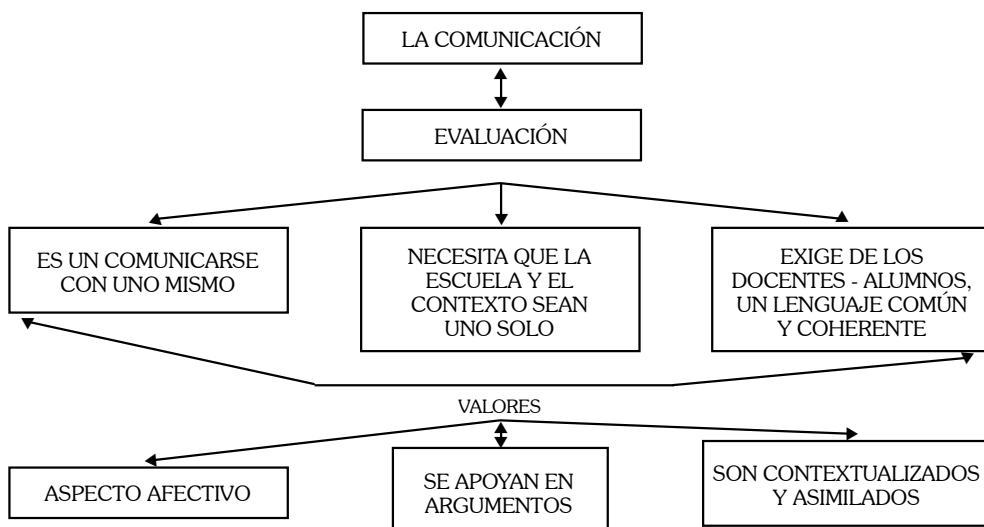 LA COMUNICACIÓN
EVALUACIÓN
ES UN COMUNICARSE
CON UNO MISMO
NECESITA QUE LA
ESCUELA Y EL
CONTEXTO SEAN
UNO SOLO
EXIGE DE LOS
DOCENTES - ALUMNOS,
UN LENGUAJE COMÚN
Y COHERENTE
VALORES
ASPECTO AFECTIVO
SE APOYAN EN
ARGUMENTOS
SON CONTEXTUALIZADOS
Y ASIMILADOS